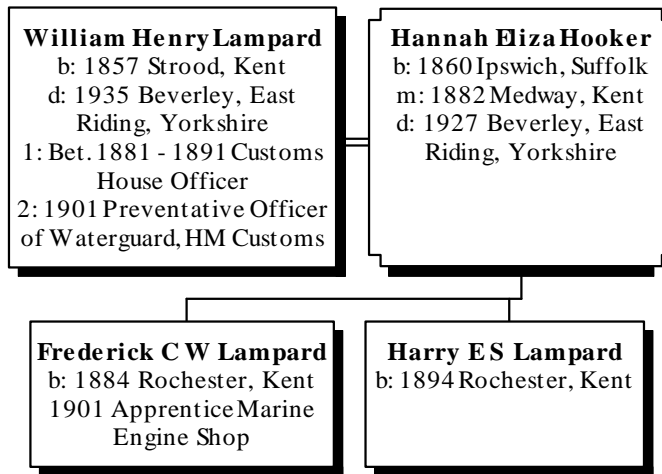 William Henry Lampard
b: 1857 Strood, Kent
d: 1935 Beverley, East
Riding, Yorkshire
1: Bet. 1881 - 1891 Customs
House Officer
2: 1901 Preventative Officer
of Waterguard, HM Customs
Hannah Eliza Hooker
b: 1860 Ipswich, Suffolk
m: 1882 Medway, Kent
d: 1927 Beverley, East
Riding, Yorkshire
Frederick C W Lampard
b: 1884 Rochester, Kent
1901 Apprentice Marine
Engine Shop
Harry E S Lampard
b: 1894 Rochester, Kent